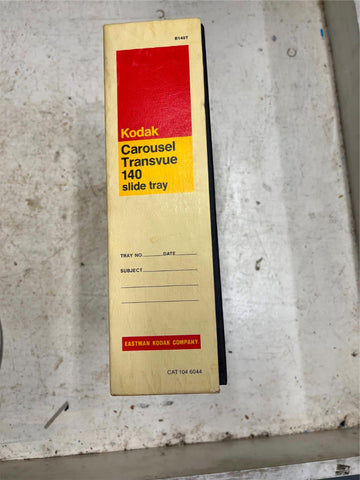 B140T
Kodak
Carousel
Transvue
140
slide tray
TRAY NO. DATE
SUBJECT
EASTMAN KODAK COMPANY
CAT 104 6044